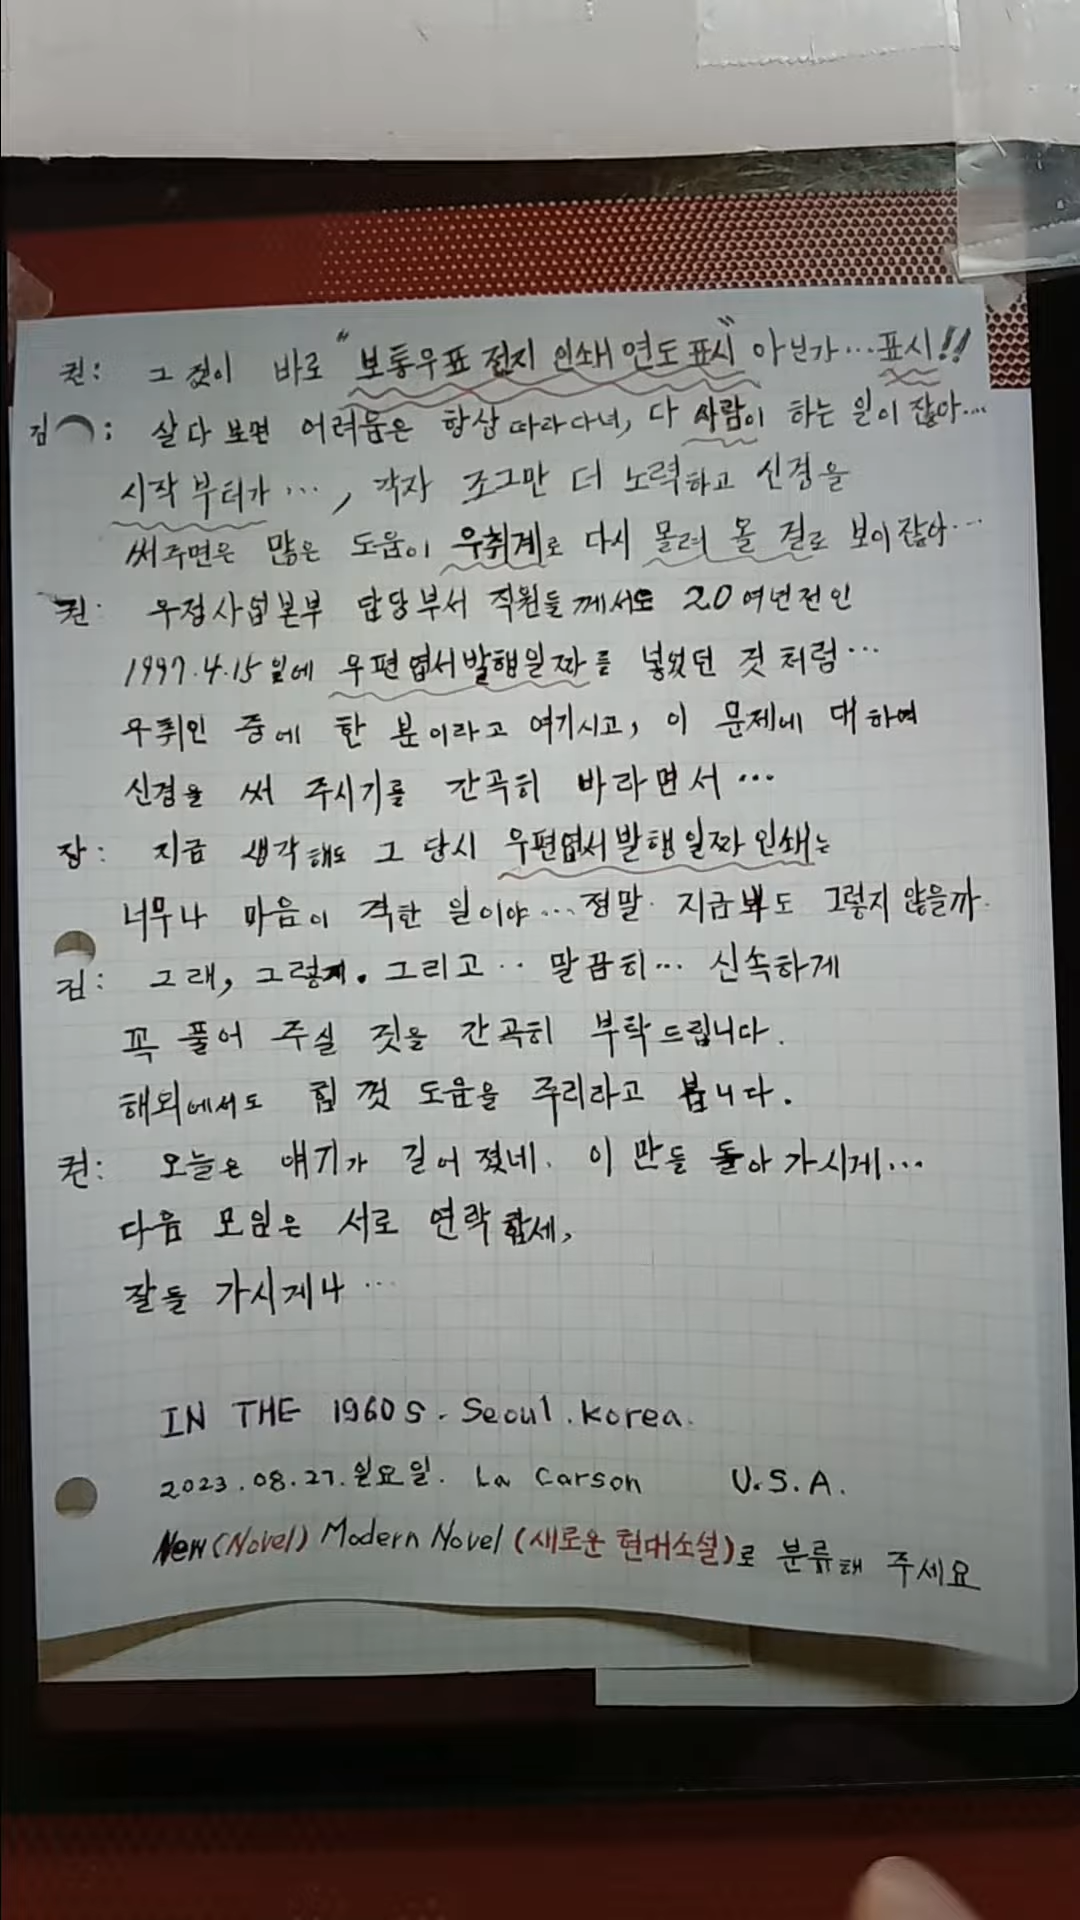 권: 그것이 바로 "보통우표 전지 인쇄 연도표시" 아닌가...표시!!
김: 살다보면 어려움은 항상 따라다녀, 다 사람이 하는 일이잖아...
시작부터가..., 각자 조그만 더 노력하고 신경을
써주면은 많은 도움이 우취계로 다시 몰려 올 걸로 보이잖아...
권: 우정사업본부 담당부서 직원들께서도 20여년전인
1997.4.15일에 우편엽서발행일짜를 넣었던 것처럼...
우취인 중에 한 분이라고 여기시고, 이 문제에 대하여
신경을 써 주시기를 간곡히 바라면서...
장: 지금 생각해도 그 당시 우편엽서발행일짜인쇄는
너무나 마음이 격한 일이야...정말. 지금봐도 그렇지 않을까.
김: 그래, 그렇지. 그리고.. 말끔히... 신속하게
꼭 풀어 주실 것을 간곡히 부탁드립니다.
해외에서도 힘껏 도움을 주리라고 봅니다.
권: 오늘은 얘기가 길어졌네. 이만들 돌아가시게...
다음 모임은 서로 연락함세,
잘들 가시게나...
IN THE 1960s. Seoul. Korea.
2023.08.27.일요일. La Carson U.S.A.
New(Novel) Modern Novel (새로운 현대소설)로 분류해 주세요